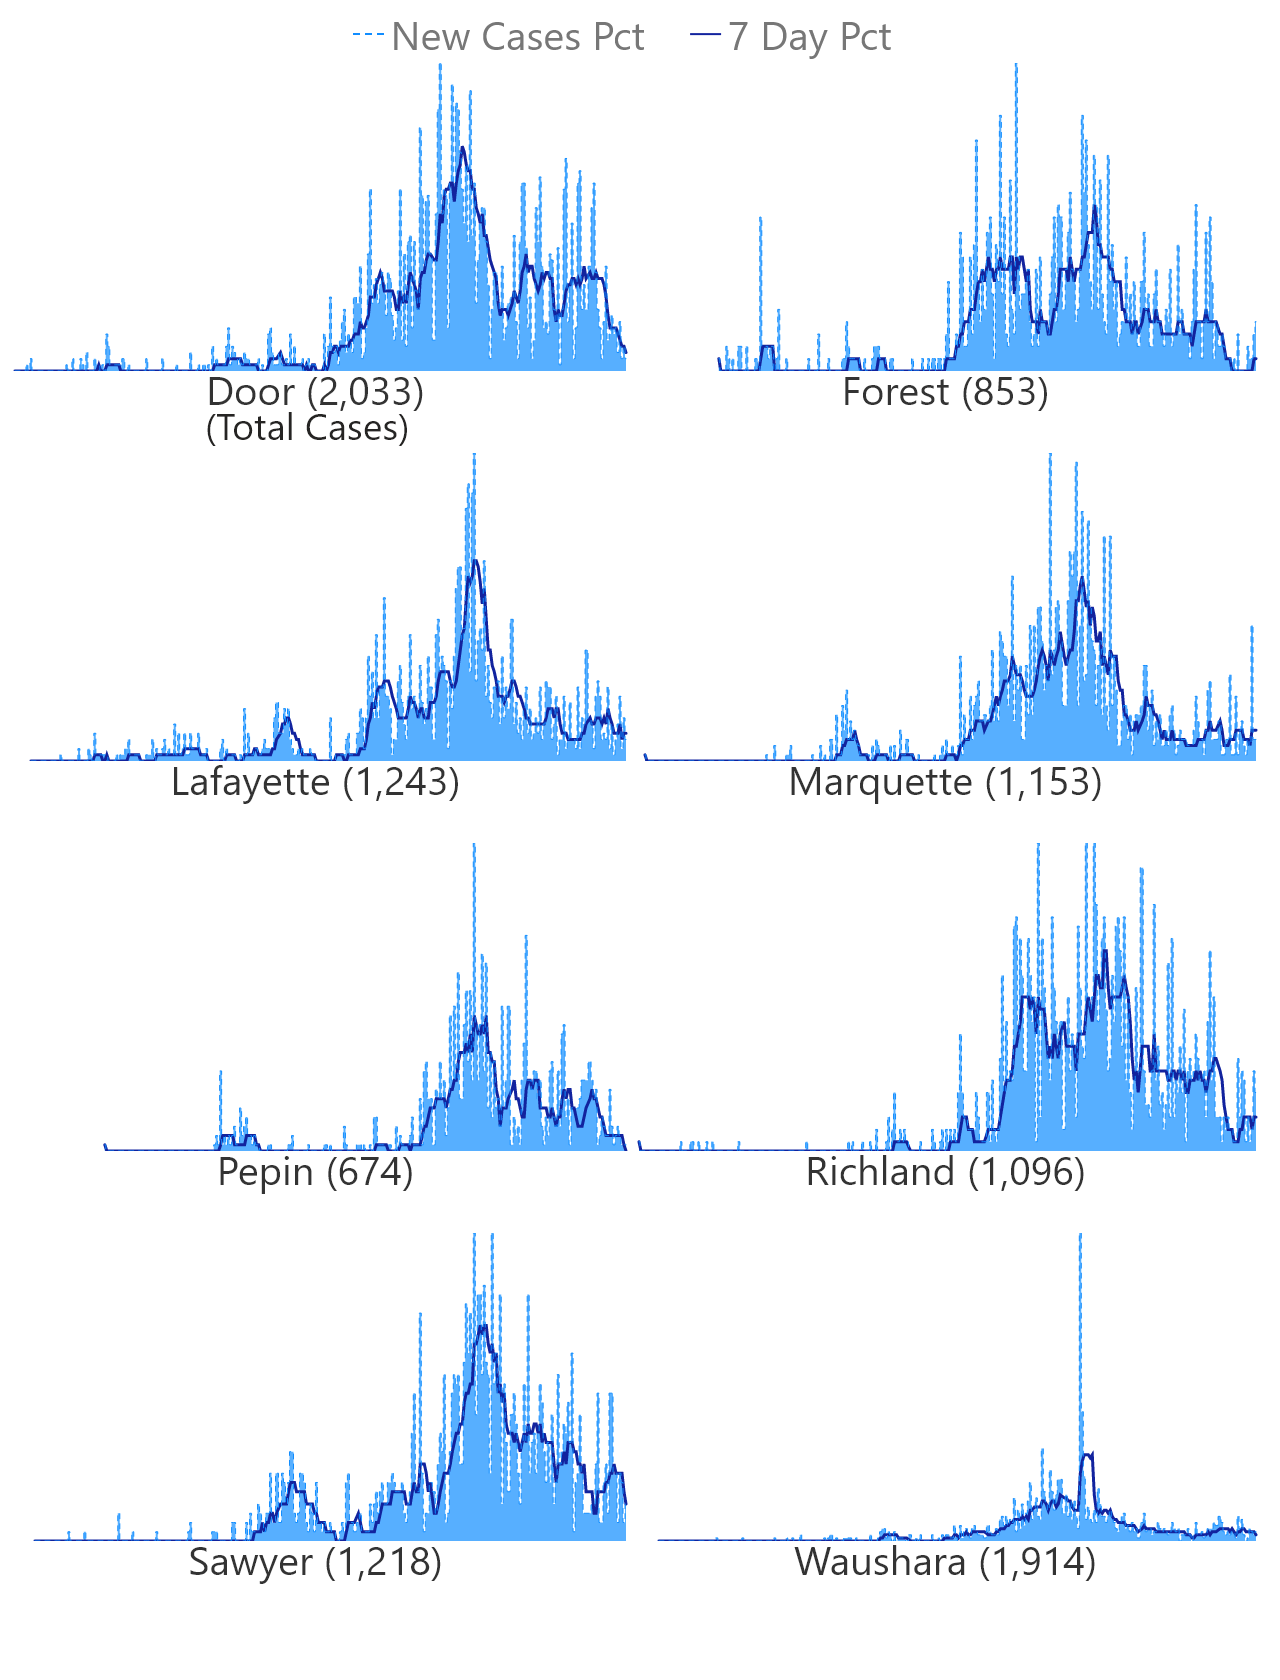 New Cases Pct 7 Day Pct
Door (2,033) Forest (853)
(Total Cases)
Lafayette (1,243) Marquette (1,153)
Pepin (674) Richland (1,096)
Sawyer (1,218) Waushara (1,914)